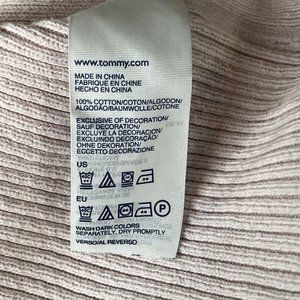 www.tommy.com
MADE IN CHINA
FABRIQUE EN CHINE
HECHO EN CHINA
100% COTTON/COTON/ALGODON/
ALGODÃO/BAUMWOLLE/COTONE
EXCLUSIVE OF DECORATION/
SAUF DECORATION/
EXCLUYE LA DECORACION/
EXCLUINDO DECORAÇÃO/
OHNE DEKORATION/
ECCETTO DECORAZIONE
US
EU
P
WASH DARK COLORS
SEPARATELY, DRY PROMPTLY
VERSO/AL REVERSO